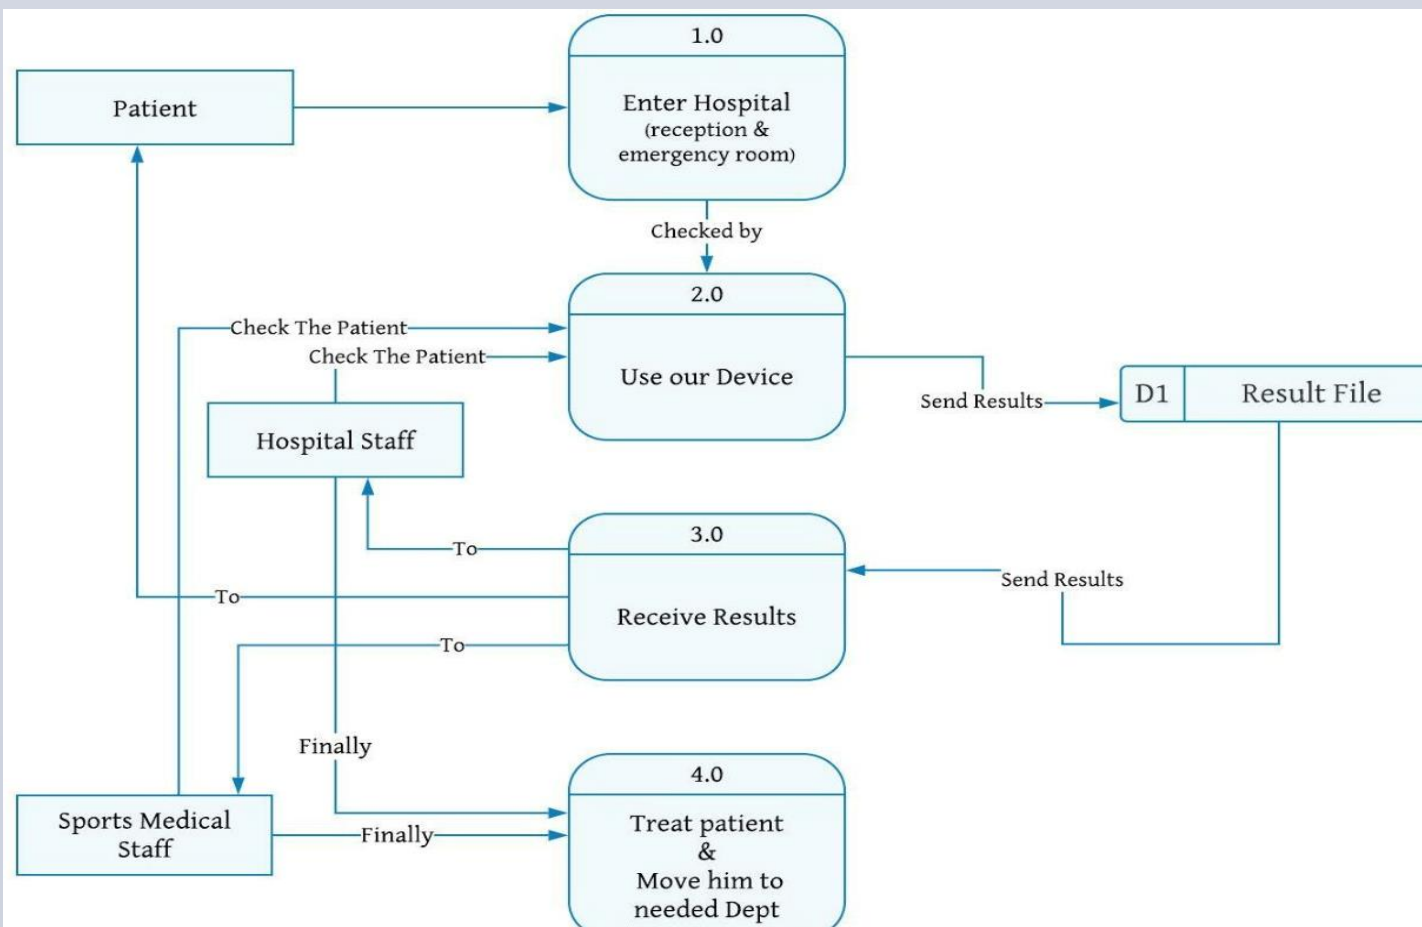 1.0
Patient
Enter Hospital
(reception &
emergency room)
Checked by
2.0
Check The Patient
Check The Patient
Use our Device
D1 Result File
Send Results
Hospital Staff
3.0
To
Send Results
To
Receive Results
To
Finally
4.0
Sports Medical
Staff
Finally
Treat patient
&
Move him to
needed Dept